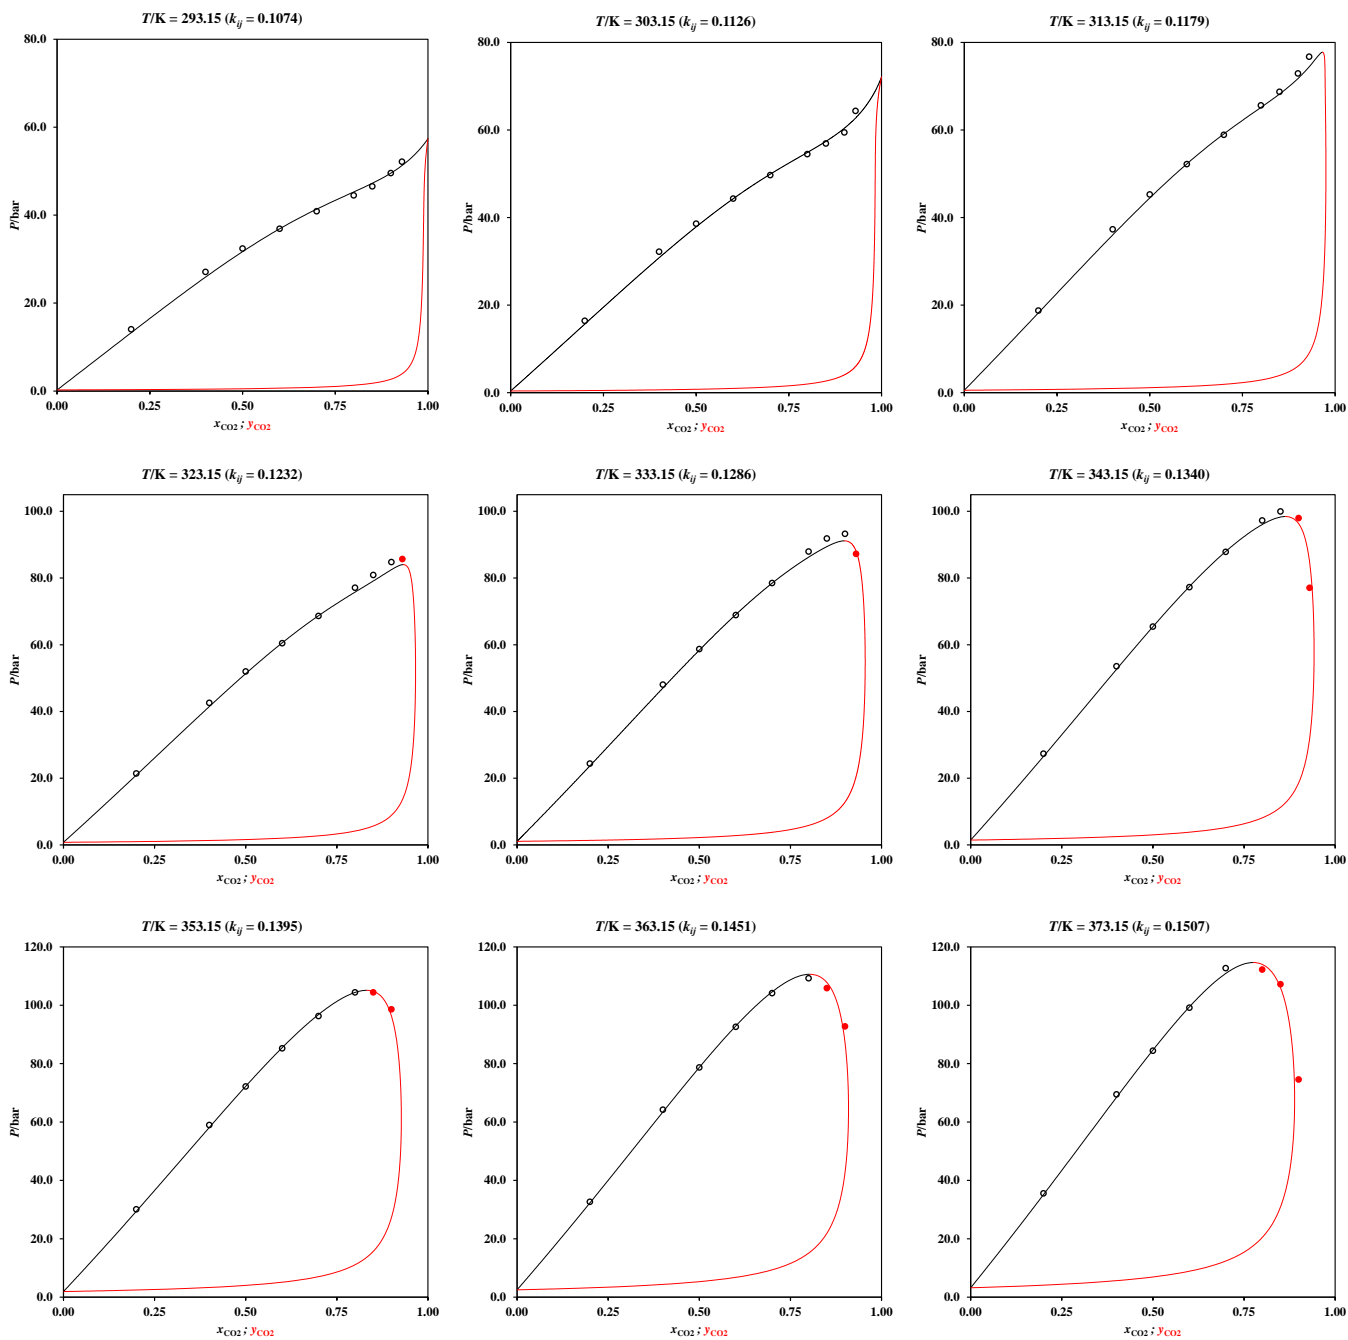 T/K = 293.15 (kij = 0.1074)
80.0
60.0
40.0
20.0
0.0
P/bar
0.00 0.25 0.50 0.75 1.00
xCO2 ; yCO2
T/K = 303.15 (kij = 0.1126)
80.0
60.0
40.0
20.0
0.0
P/bar
0.00 0.25 0.50 0.75 1.00
xCO2 ; yCO2
T/K = 313.15 (kij = 0.1179)
80.0
60.0
40.0
20.0
0.0
P/bar
0.00 0.25 0.50 0.75 1.00
xCO2 ; yCO2
T/K = 323.15 (kij = 0.1232)
100.0
80.0
60.0
40.0
20.0
0.0
P/bar
0.00 0.25 0.50 0.75 1.00
xCO2 ; yCO2
T/K = 333.15 (kij = 0.1286)
100.0
80.0
60.0
40.0
20.0
0.0
P/bar
0.00 0.25 0.50 0.75 1.00
xCO2 ; yCO2
T/K = 343.15 (kij = 0.1340)
100.0
80.0
60.0
40.0
20.0
0.0
P/bar
0.00 0.25 0.50 0.75 1.00
xCO2 ; yCO2
T/K = 353.15 (kij = 0.1395)
120.0
100.0
80.0
60.0
40.0
20.0
0.0
P/bar
0.00 0.25 0.50 0.75 1.00
xCO2 ; yCO2
T/K = 363.15 (kij = 0.1451)
120.0
100.0
80.0
60.0
40.0
20.0
0.0
P/bar
0.00 0.25 0.50 0.75 1.00
xCO2 ; yCO2
T/K = 373.15 (kij = 0.1507)
120.0
100.0
80.0
60.0
40.0
20.0
0.0
P/bar
0.00 0.25 0.50 0.75 1.00
xCO2 ; yCO2